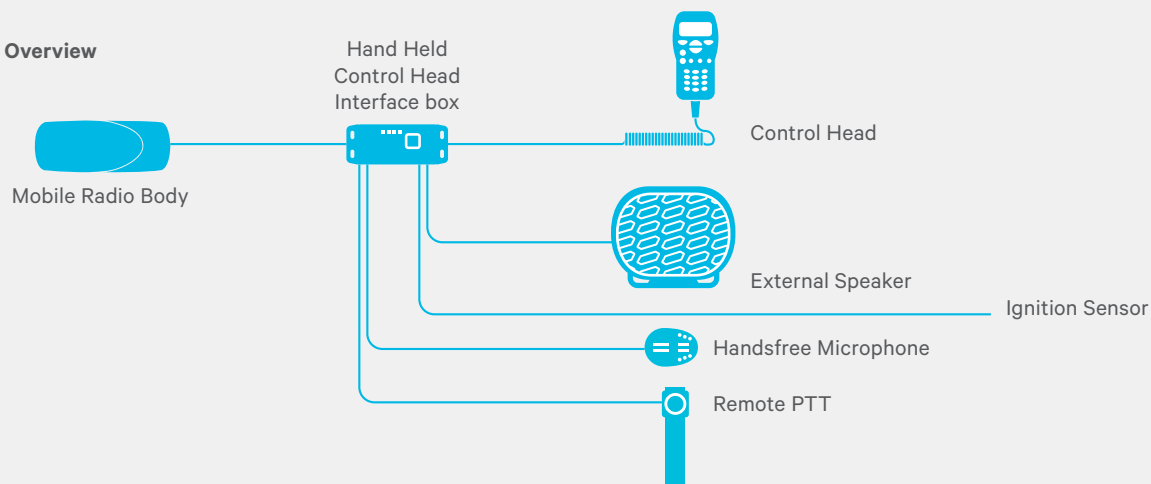 Overview
Hand Held
Control Head
Interface box
Control Head
Mobile Radio Body
External Speaker
Ignition Sensor
Handsfree Microphone
Remote PTT